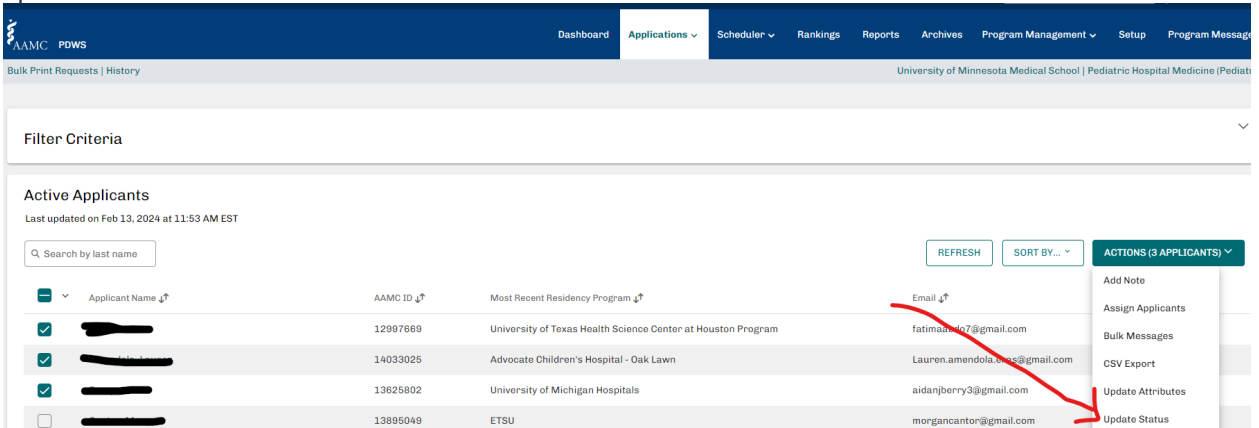 AAMC PDWS
Dashboard Applications Scheduler Rankings Reports Archives Program Management Setup Program Message
Bulk Print Requests | History University of Minnesota Medical School | Pediatric Hospital Medicine (Pediatr
Filter Criteria
Active Applicants
Last updated on Feb 13, 2024 at 11:53 AM EST
Search by last name REFRESH SORT BY... ACTIONS (3 APPLICANTS)
Add Note
Applicant Name AAMC ID Most Recent Residency Program Email
Assign Applicants
12997669 University of Texas Health Science Center at Houston Program
Bulk Messages
14033025 Advocate Children's Hospital - Oak Lawn
CSV Export
13625802 University of Michigan Hospitals aidanjberry3@gmail.com
Update Attributes
13895049 ETSU morgancantor@gmail.com
Update Status